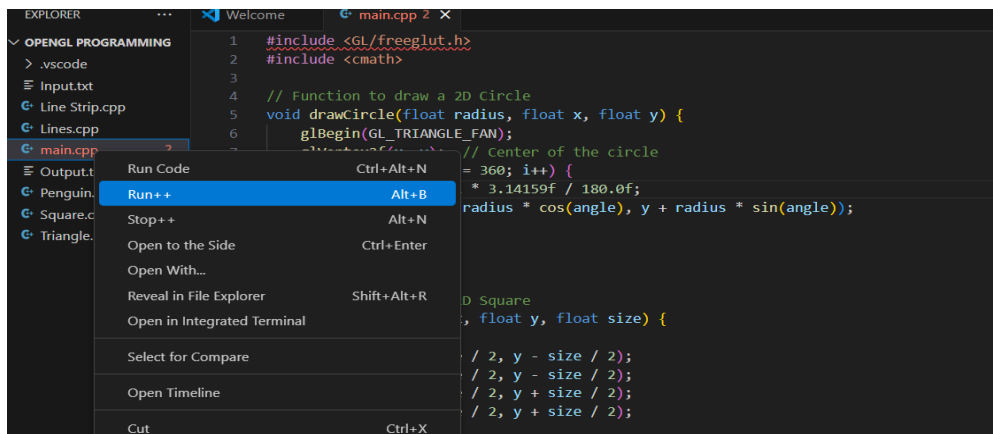 EXPLORER ... Welcome main.cpp 2 ×
OPENGL PROGRAMMING
> .vscode
Input.txt
Line Strip.cpp
Lines.cpp
main.cpp 2
Output.t
Penguin.
Square.c
Triangle.
1 #include <GL/freeglut.h>
2 #include <cmath>
3
4 // Function to draw a 2D Circle
5 void drawCircle(float radius, float x, float y) {
6 glBegin(GL_TRIANGLE_FAN);
// Center of the circle
= 360; i++) {
* 3.14159f / 180.0f;
radius * cos(angle), y + radius * sin(angle));
D Square
, float y, float size) {
/ 2, y - size / 2);
/ 2, y - size / 2);
/ 2, y + size / 2);
/ 2, y + size / 2);
Run Code Ctrl+Alt+N
Run++ Alt+B
Stop++ Alt+N
Open to the Side Ctrl+Enter
Open With...
Reveal in File Explorer Shift+Alt+R
Open in Integrated Terminal
Select for Compare
Open Timeline
Cut Ctrl+X